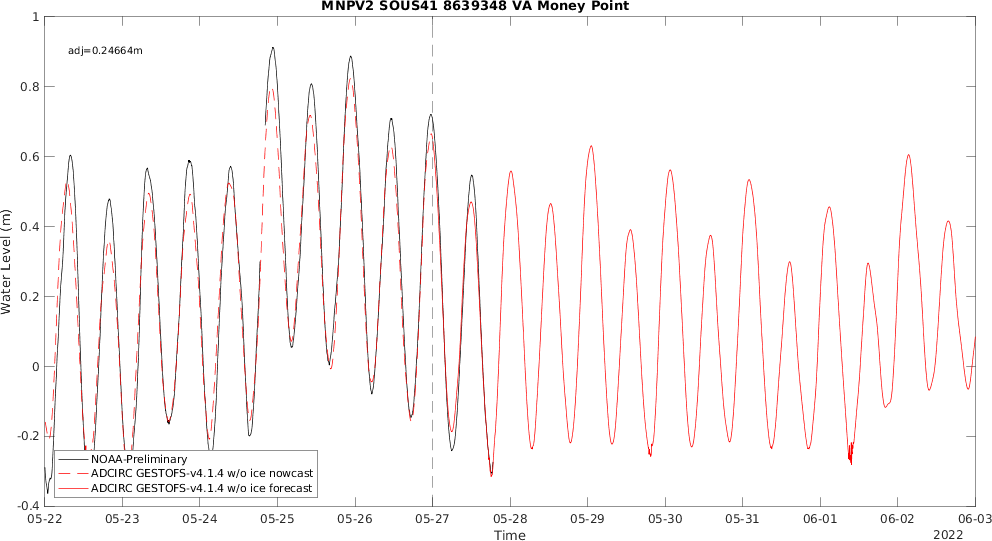 MNPV2 SOUS41 8639348 VA Money Point
adj=0.24664m
Water Level (m)
1
0.8
0.6
0.4
0.2
0
-0.2
-0.4
NOAA-Preliminary
ADCIRC GESTOFS-v4.1.4 w/o ice nowcast
ADCIRC GESTOFS-v4.1.4 w/o ice forecast
05-22 05-23 05-24 05-25 05-26 05-27 05-28 05-29 05-30 05-31 06-01 06-02 06-03
Time
2022